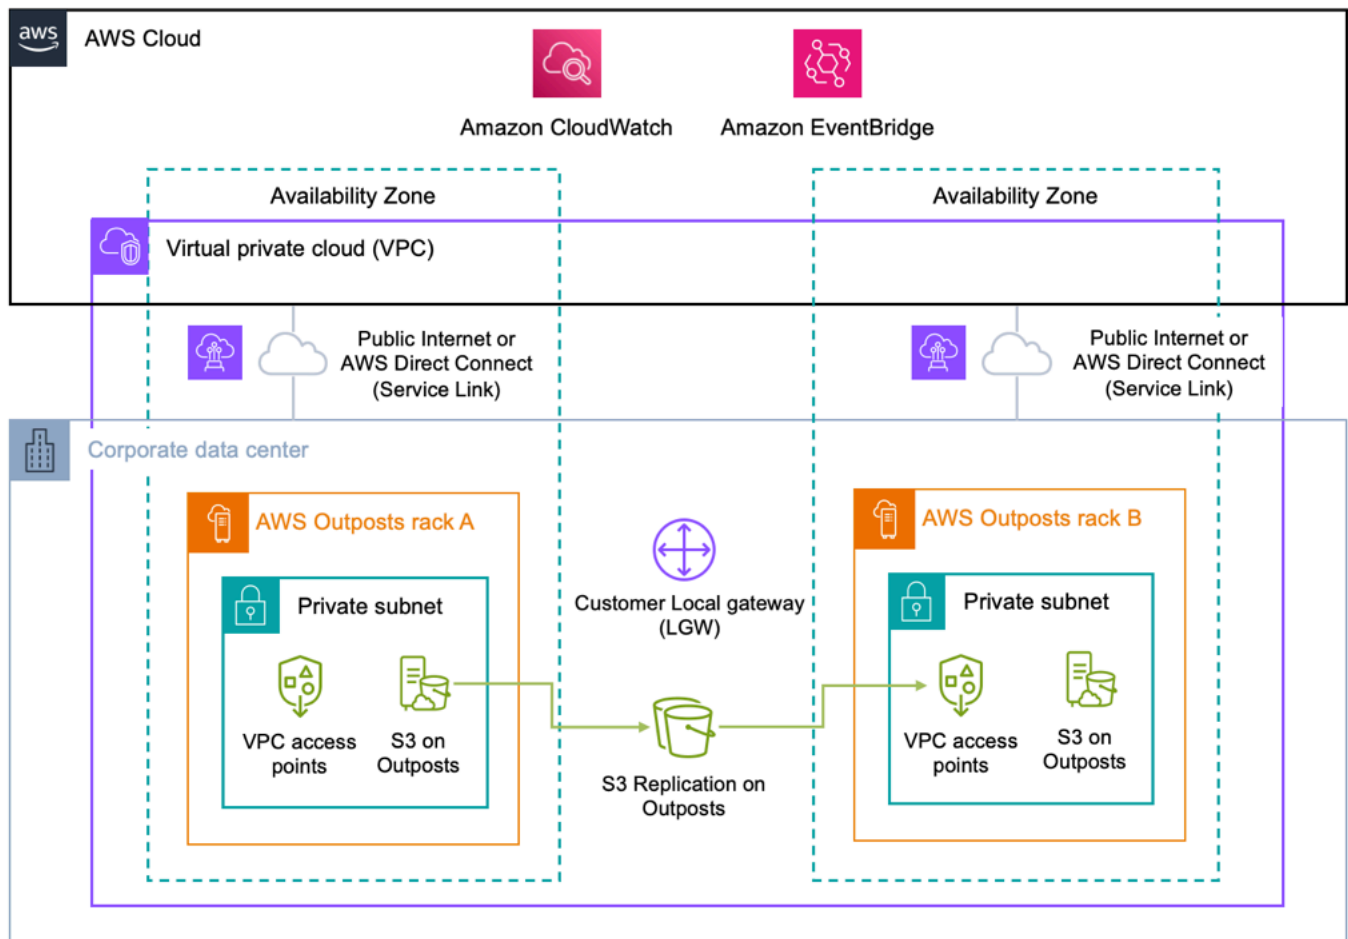 aws
AWS Cloud
Amazon CloudWatch
Amazon EventBridge
Availability Zone
Availability Zone
Virtual private cloud (VPC)
Public Internet or
AWS Direct Connect
(Service Link)
Public Internet or
AWS Direct Connect
(Service Link)
Corporate data center
AWS Outposts rack A
AWS Outposts rack B
Private subnet
Customer Local gateway
(LGW)
Private subnet
VPC access
points
S3 on
Outposts
S3 Replication on
Outposts
VPC access
points
S3 on
Outposts